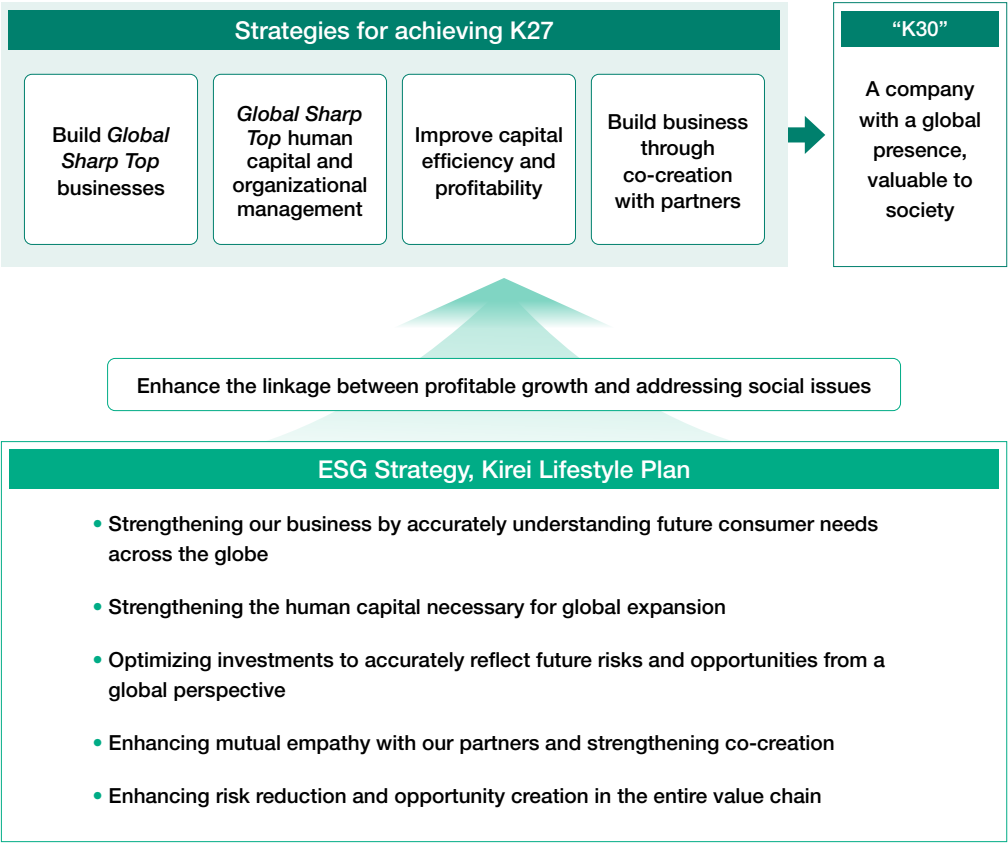 Strategies for achieving K27
Build Global
Sharp Top
businesses
Global Sharp
Top human
capital and
organizational
management
Improve capital
efficiency and
profitability
Build business
through
co-creation
with partners
“K30”
A company
with a global
presence,
valuable to
society
Enhance the linkage between profitable growth and addressing social issues
ESG Strategy, Kirei Lifestyle Plan
• Strengthening our business by accurately understanding future consumer needs
across the globe
• Strengthening the human capital necessary for global expansion
• Optimizing investments to accurately reflect future risks and opportunities from a
global perspective
• Enhancing mutual empathy with our partners and strengthening co-creation
• Enhancing risk reduction and opportunity creation in the entire value chain